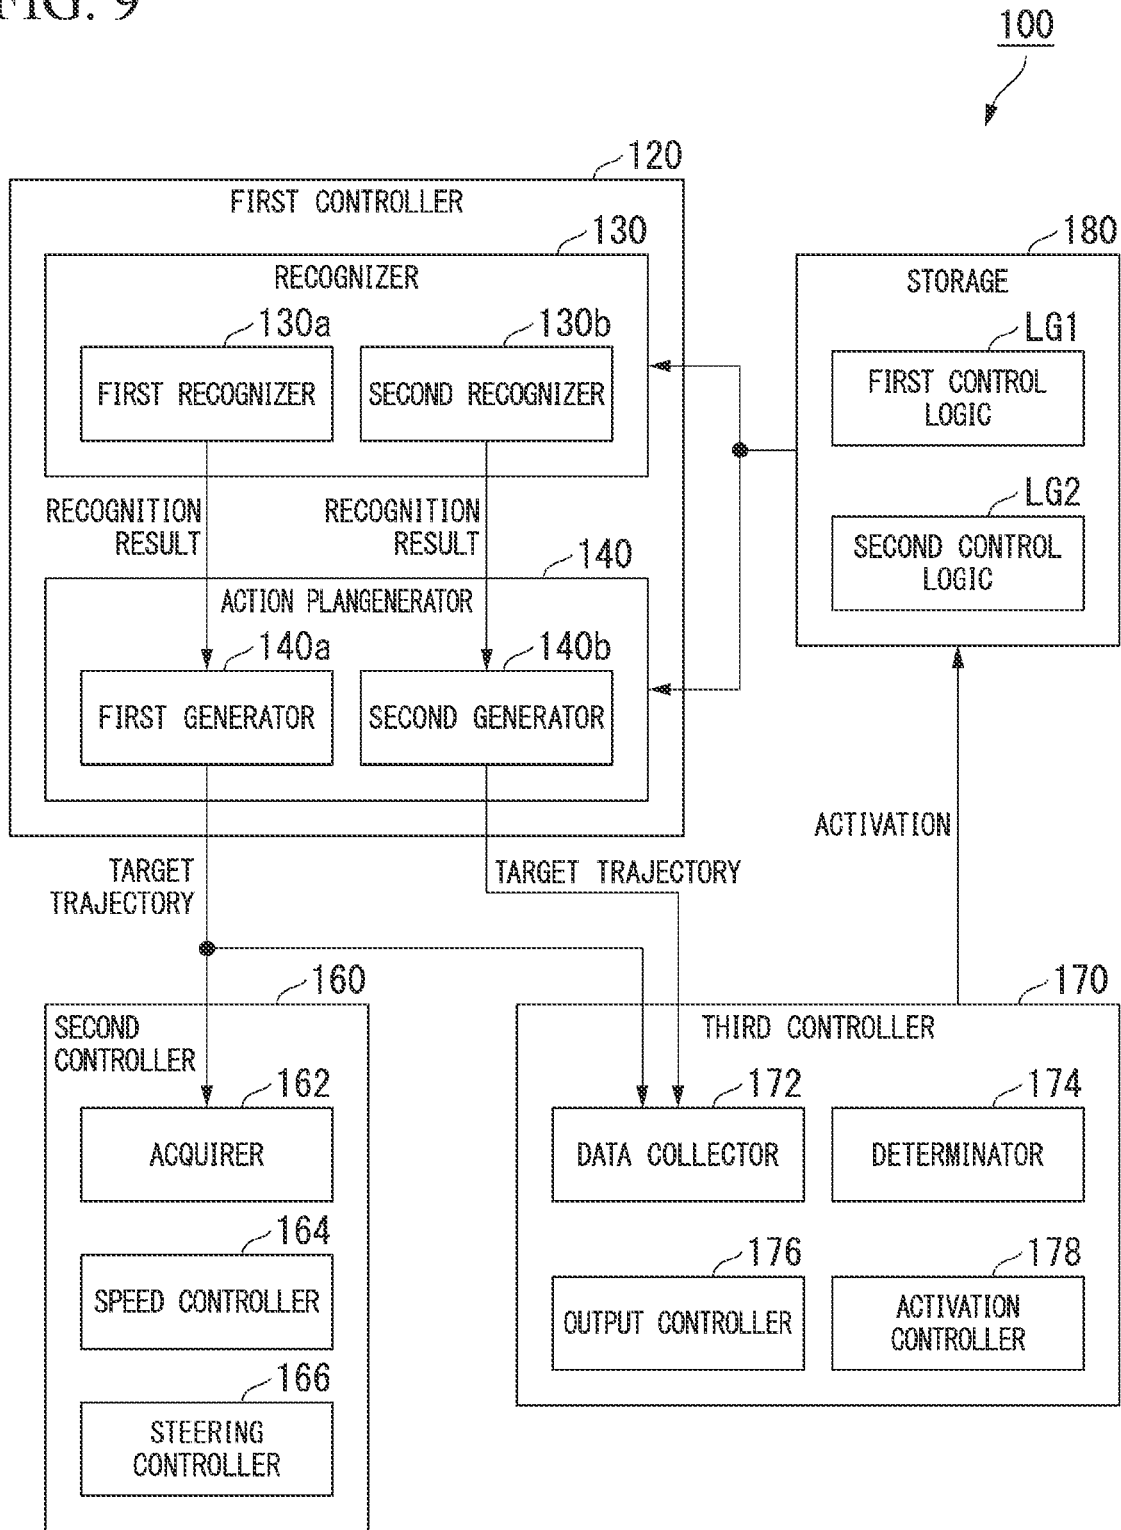 FIG. 9
100
120
FIRST CONTROLLER
130
RECOGNIZER
130a
130b
FIRST RECOGNIZER
SECOND RECOGNIZER
180
STORAGE
LG1
FIRST CONTROL
LOGIC
LG2
SECOND CONTROL
LOGIC
RECOGNITION
RESULT
RECOGNITION
RESULT
140
ACTION PLANGENERATOR
140a
140b
FIRST GENERATOR
SECOND GENERATOR
ACTIVATION
TARGET
TRAJECTORY
TARGET TRAJECTORY
160
SECOND
CONTROLLER
162
ACQUIRER
164
SPEED CONTROLLER
166
STEERING
CONTROLLER
170
THIRD CONTROLLER
172
174
DATA COLLECTOR
DETERMINATOR
176
178
OUTPUT CONTROLLER
ACTIVATION
CONTROLLER